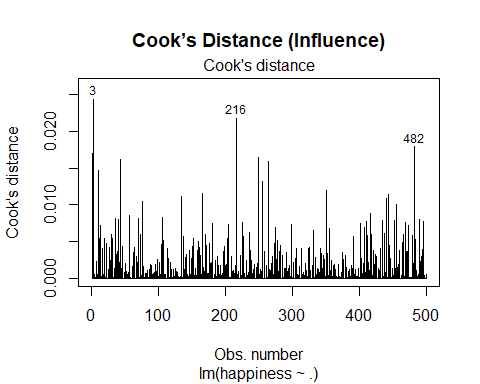 Cook’s Distance (Influence)
Cook's distance
3
216
482
Cook's distance
0.020
0.010
0.000
0 100 200 300 400 500
Obs. number
lm(happiness ~ .)